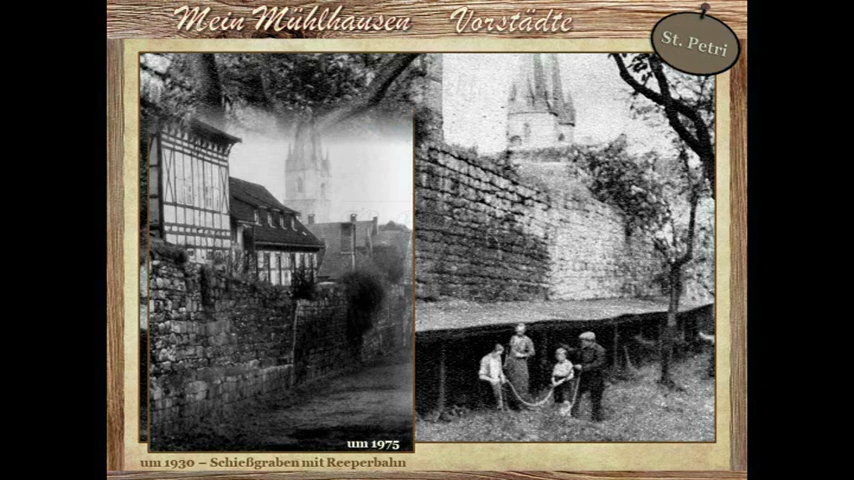 Mein Mühlhausen Vorstädte
St. Petri
um 1975
um 1930 – Schießgraben mit Reeperbahn